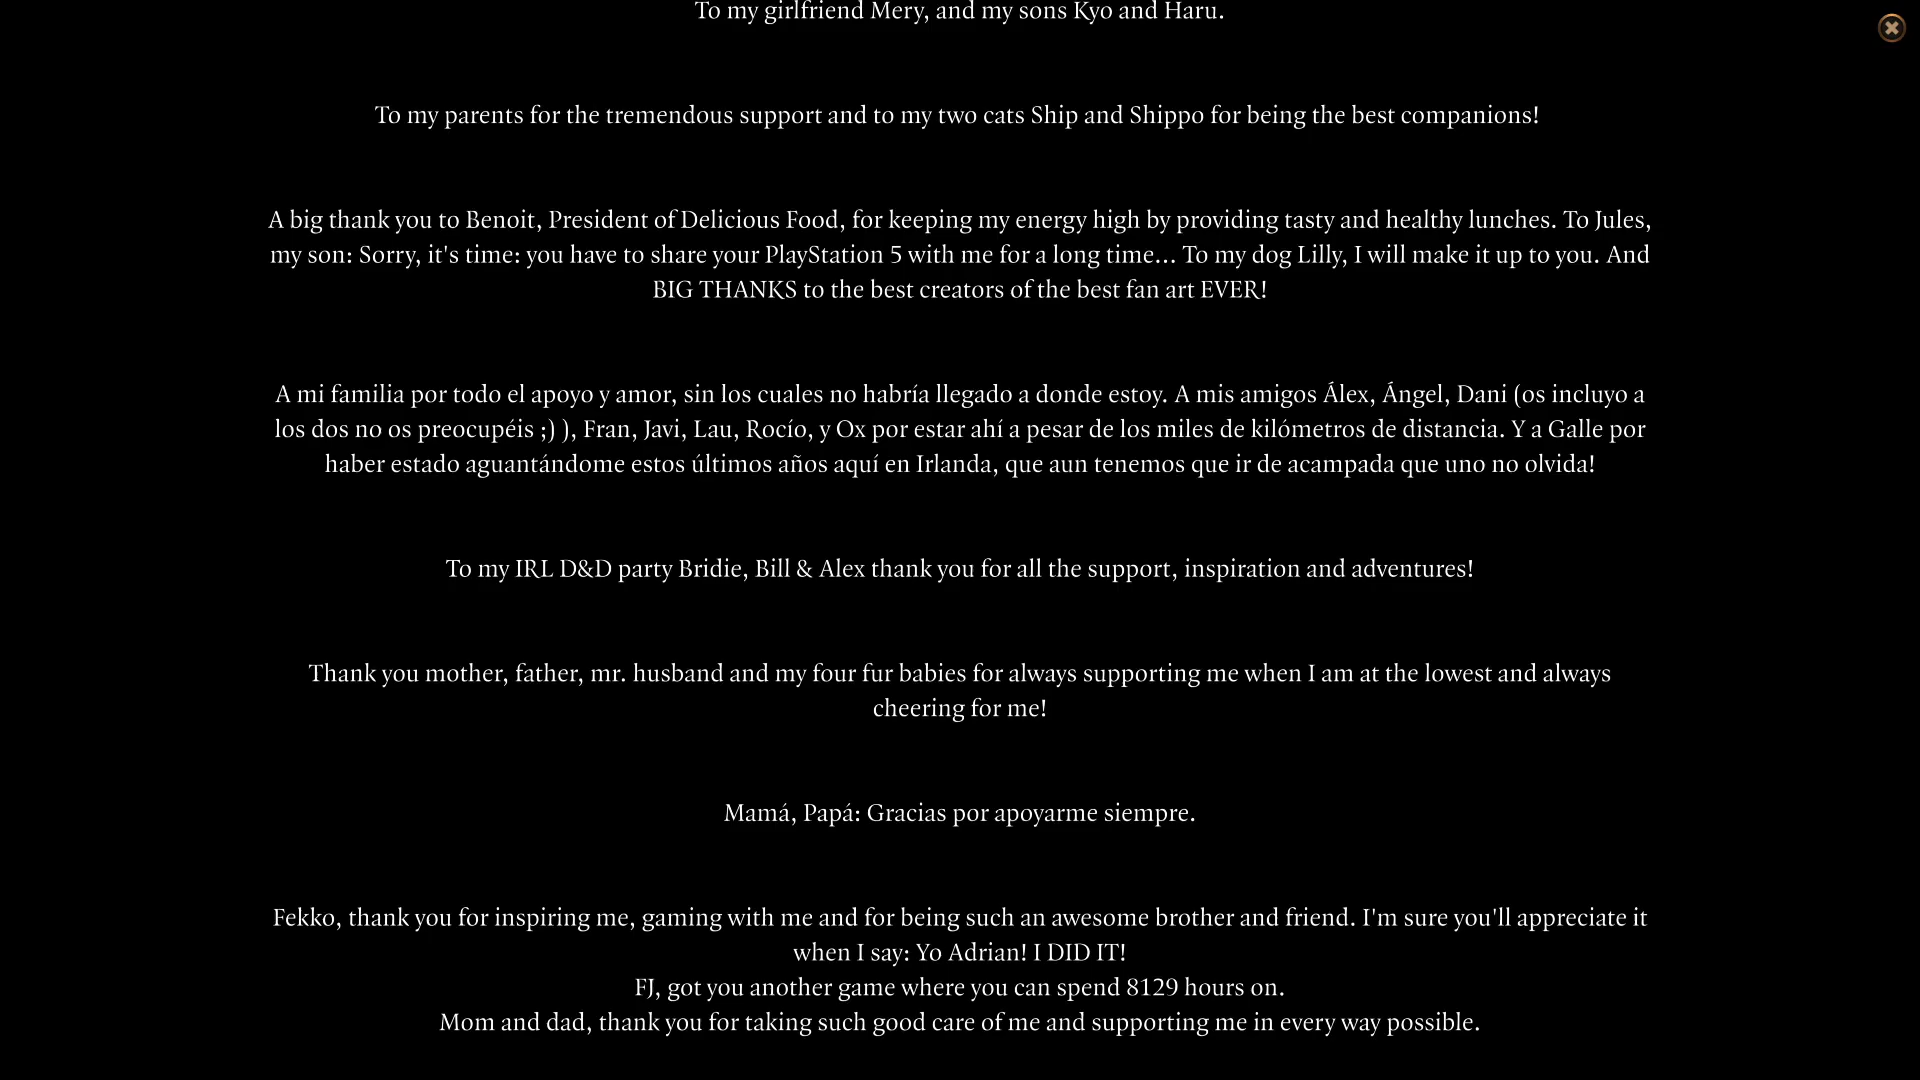 To my girlfriend Mery, and my sons Kyo and Haru.
To my parents for the tremendous support and to my two cats Ship and Shippo for being the best companions!
A big thank you to Benoit, President of Delicious Food, for keeping my energy high by providing tasty and healthy lunches. To Jules,
my son: Sorry, it's time: you have to share your PlayStation 5 with me for a long time... To my dog Lilly, I will make it up to you. And
BIG THANKS to the best creators of the best fan art EVER!
A mi familia por todo el apoyo y amor, sin los cuales no habría llegado a donde estoy. A mis amigos Álex, Ángel, Dani (os incluyo a
los dos no os preocupéis ;) ), Fran, Javi, Lau, Rocío, y Ox por estar ahí a pesar de los miles de kilómetros de distancia. Y a Galle por
haber estado aguantándome estos últimos años aquí en Irlanda, que aun tenemos que ir de acampada que uno no olvida!
To my IRL D&D party Bridie, Bill & Alex thank you for all the support, inspiration and adventures!
Thank you mother, father, mr. husband and my four fur babies for always supporting me when I am at the lowest and always
cheering for me!
Mamá, Papá: Gracias por apoyarme siempre.
Fekko, thank you for inspiring me, gaming with me and for being such an awesome brother and friend. I'm sure you'll appreciate it
when I say: Yo Adrian! I DID IT!
FJ, got you another game where you can spend 8129 hours on.
Mom and dad, thank you for taking such good care of me and supporting me in every way possible.